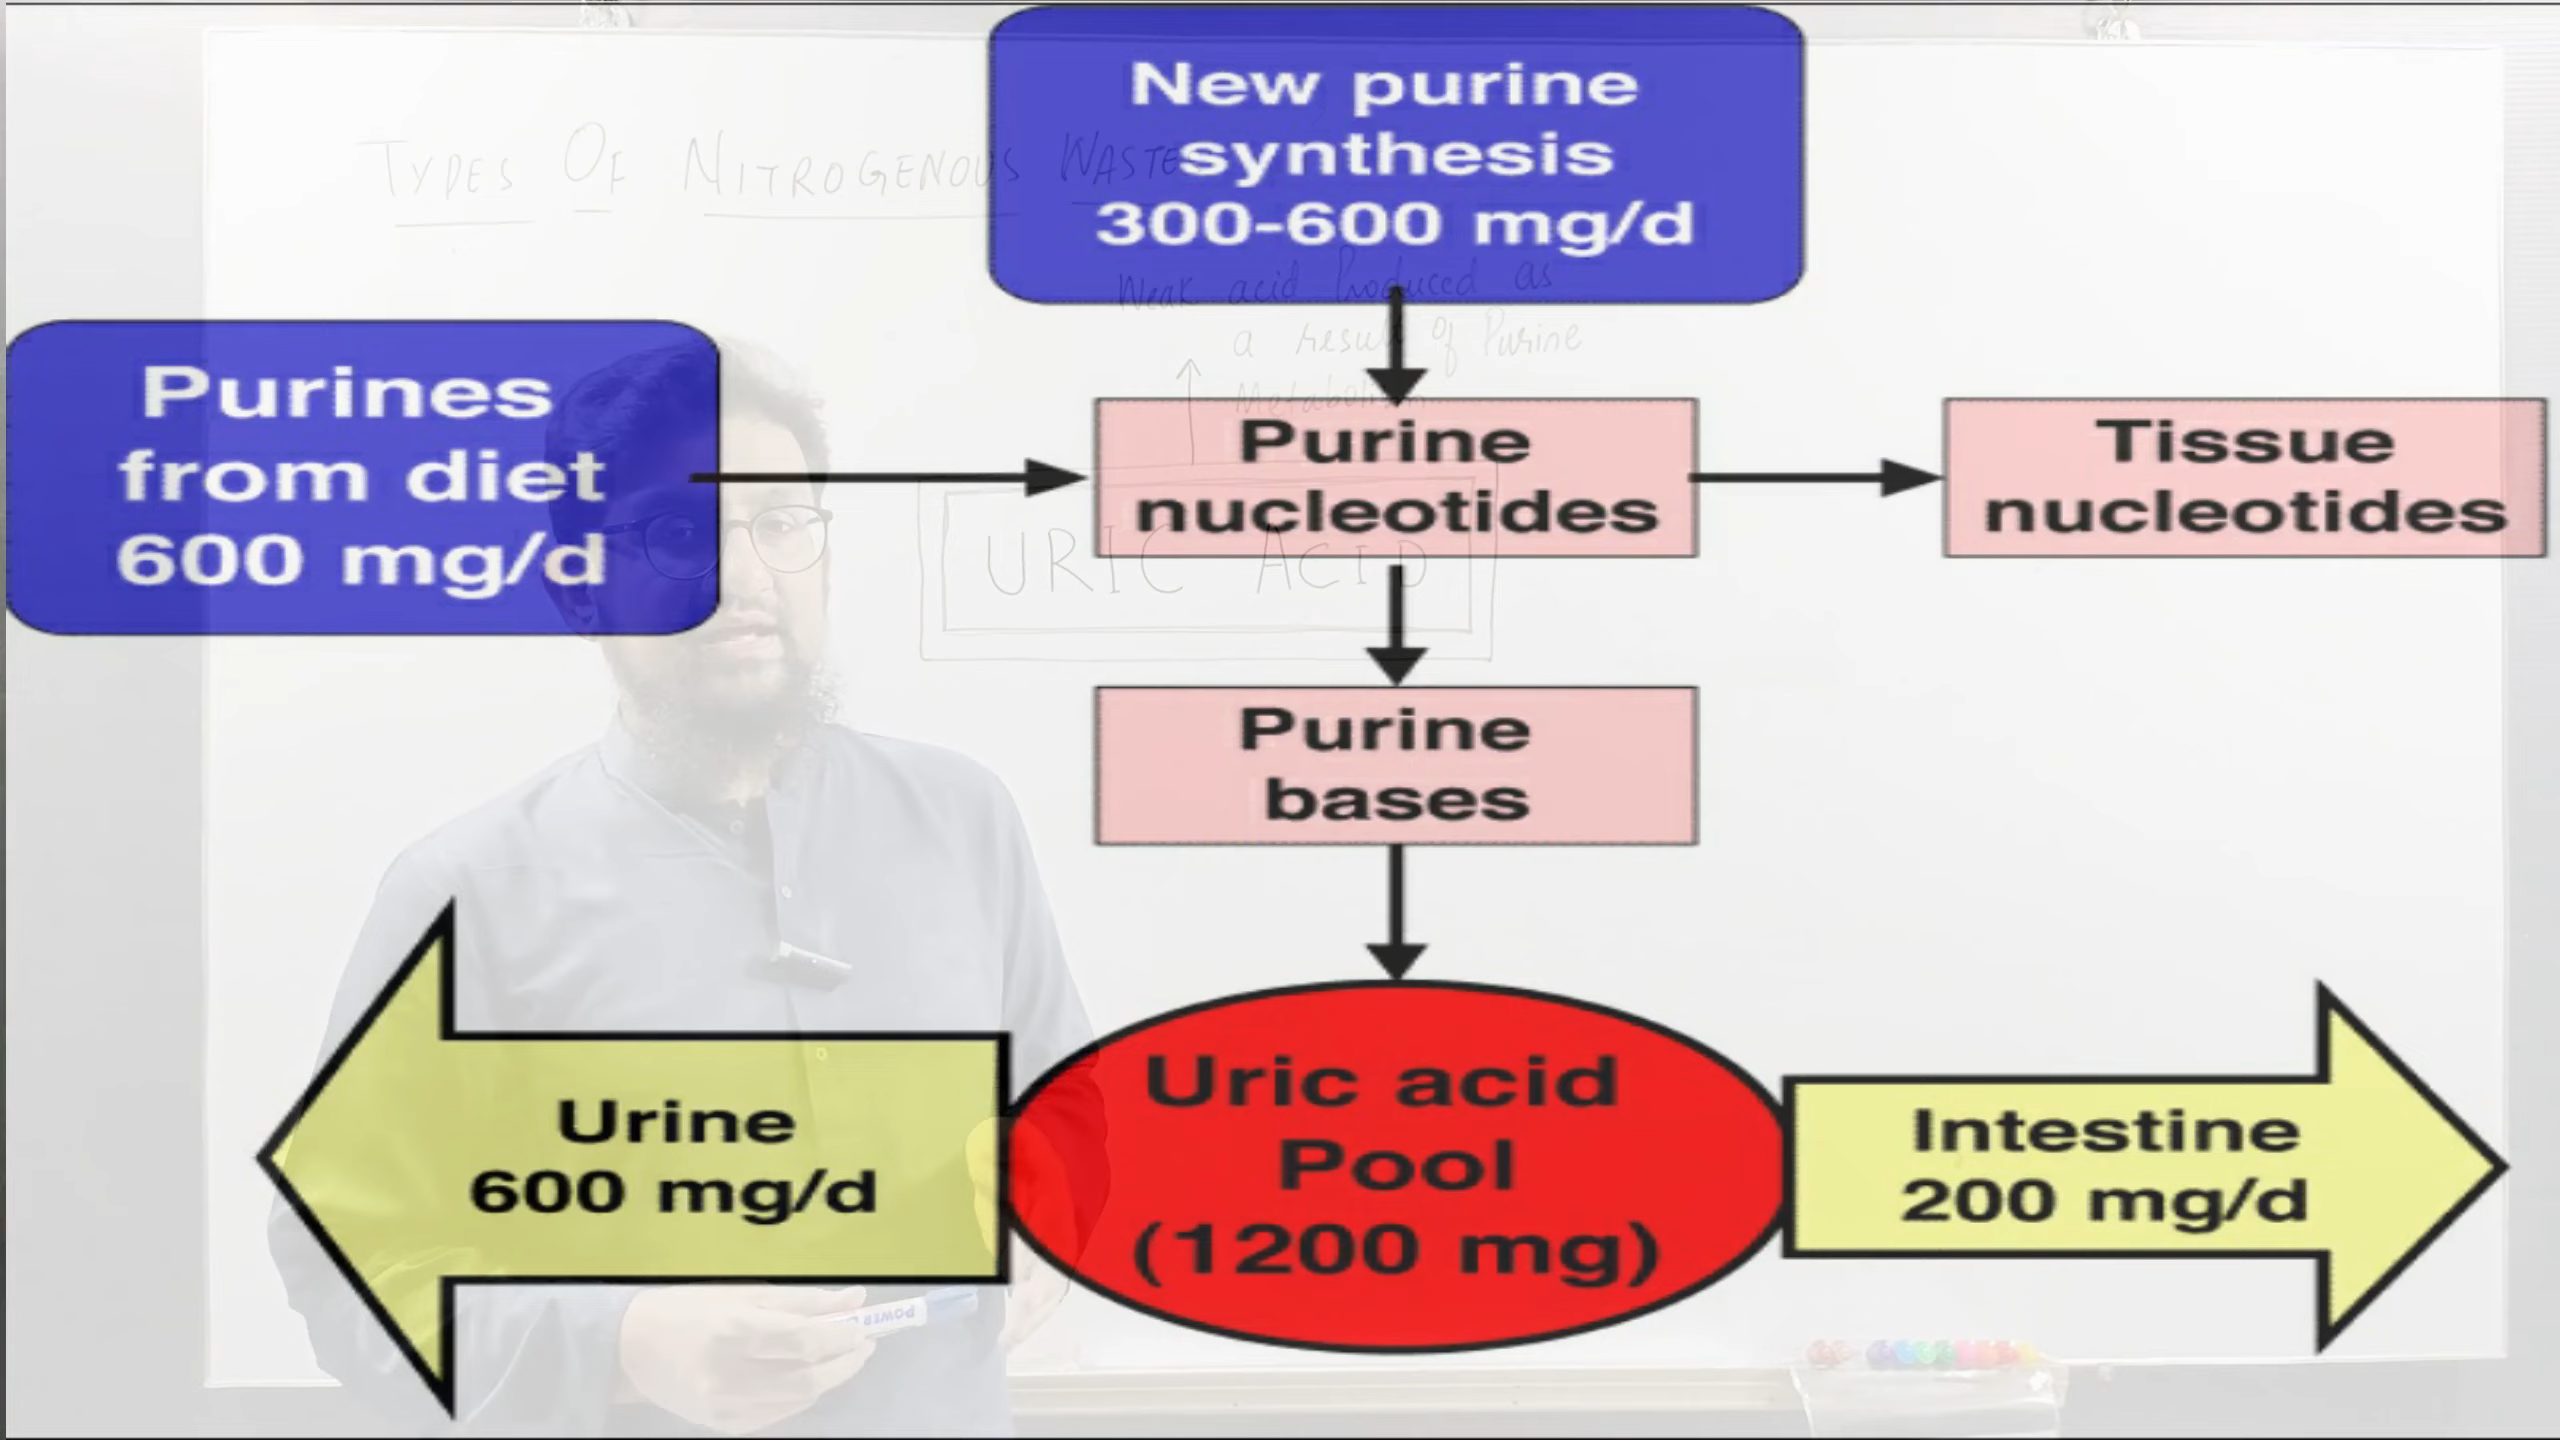 TYPES OF NITROGENOUS WASTE
New purine
synthesis
300-600 mg/d
Weak acid Produced as
a result of Purine
Metabolism
Purines
from diet
600 mg/d
Purine
nucleotides
Tissue
nucleotides
URIC ACID
Purine
bases
Urine
600 mg/d
Uric acid
Pool
(1200 mg)
Intestine
200 mg/d
POWER